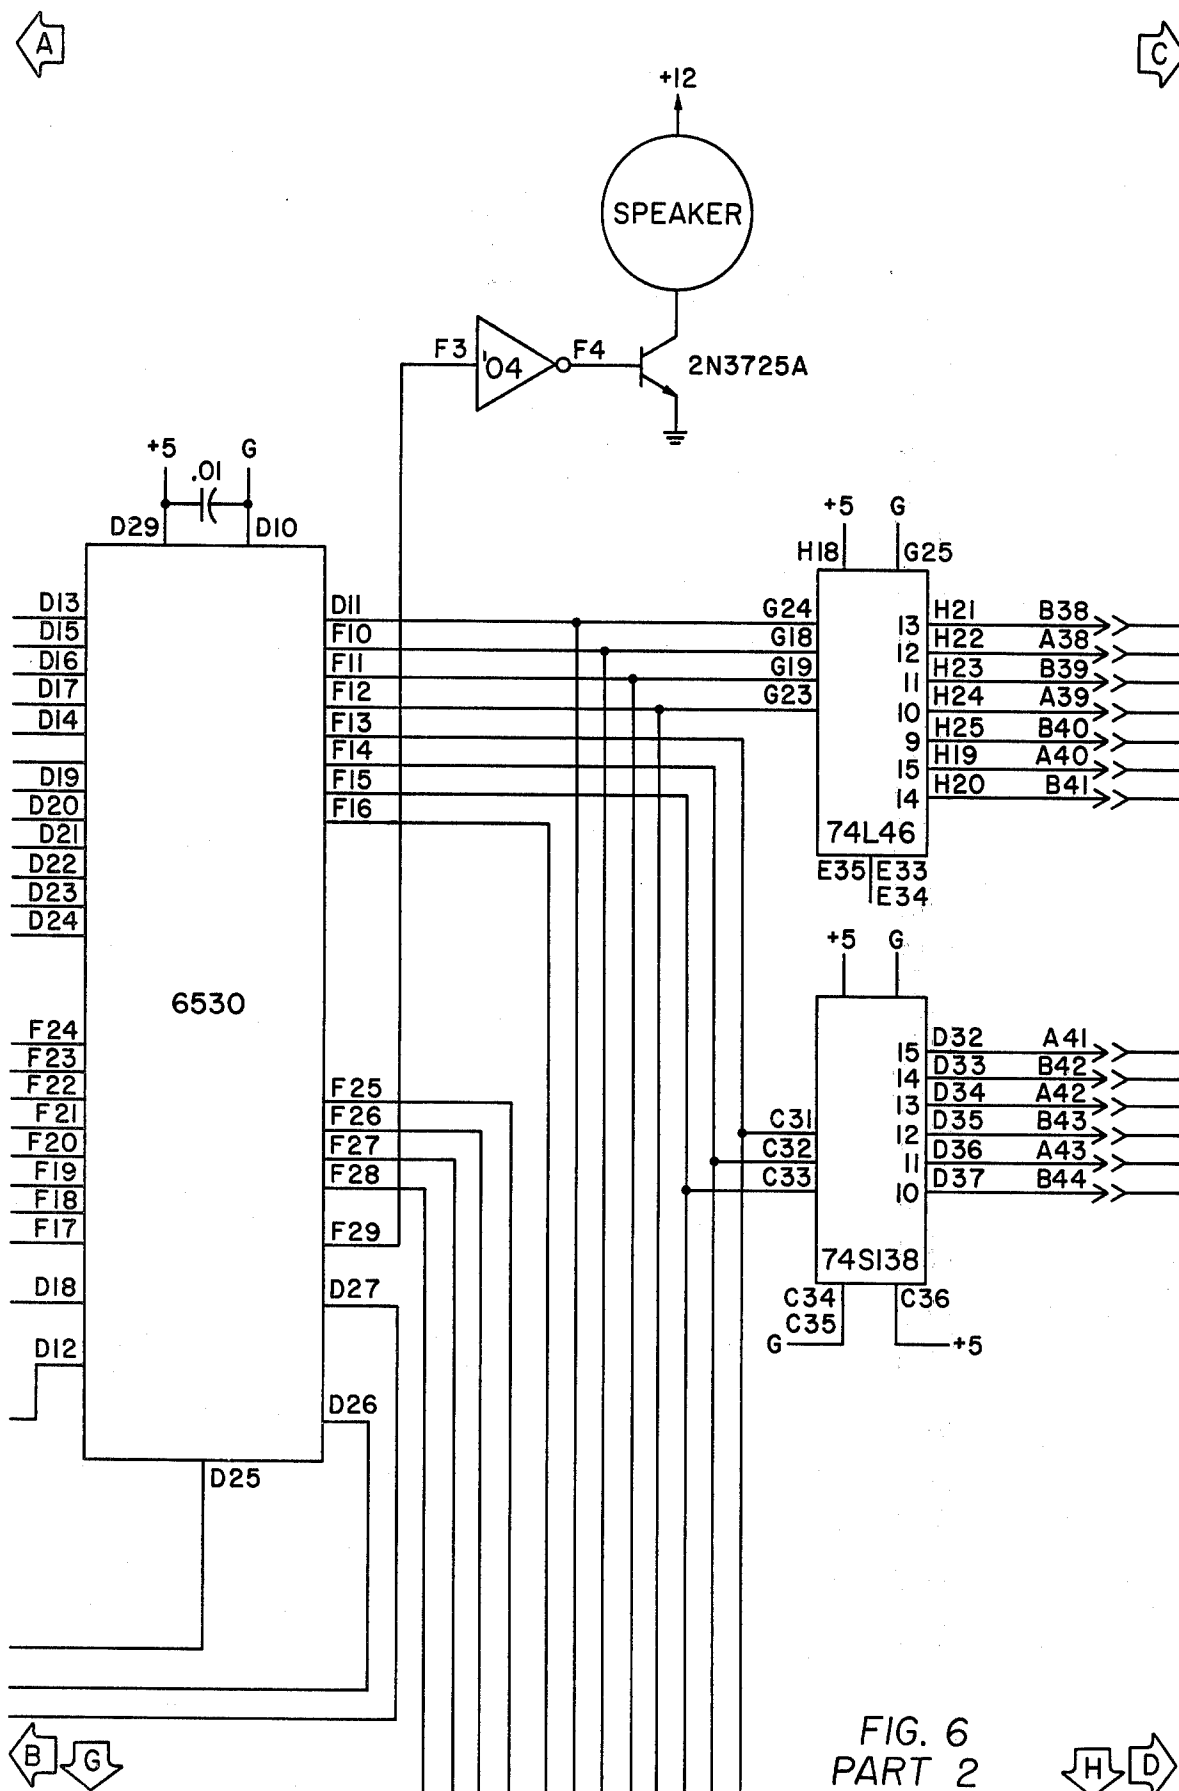 A
C
+12
SPEAKER
F3
'04
F4
2N3725A
+5 G
.01
D29 D10
+5 G
H18 G25
D13
D15
D16
D17
D14
D19
D20
D21
D22
D23
D24
6530
F24
F23
F22
F21
F20
F19
F18
F17
D18
D12
D11
F10
F11
F12
F13
F14
F15
F16
F25
F26
F27
F28
F29
D27
D26
D25
G24
G18
G19
G23
13 H21 B38
12 H22 A38
11 H23 B39
10 H24 A39
9 H25 B40
15 H19 A40
14 H20 B41
74L46
E35 E33
E34
+5 G
C31
C32
C33
15 D32 A41
14 D33 B42
13 D34 A42
12 D35 B43
11 D36 A43
10 D37 B44
74S138
C34 C36
C35
G +5
FIG. 6
PART 2
B G H D